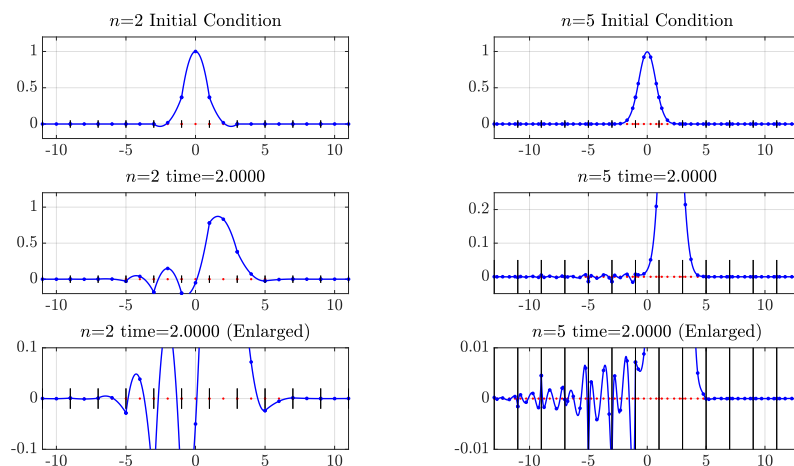 n=2 Initial Condition
n=5 Initial Condition
1
0.5
0
-10 -5 0 5 10
1
0.5
0
-10 -5 0 5 10
n=2 time=2.0000
n=5 time=2.0000
1
0.5
0
-10 -5 0 5 10
0.2
0.1
0
-10 -5 0 5 10
n=2 time=2.0000 (Enlarged)
n=5 time=2.0000 (Enlarged)
0.1
0
-0.1
-10 -5 0 5 10
0.01
0
-0.01
-10 -5 0 5 10